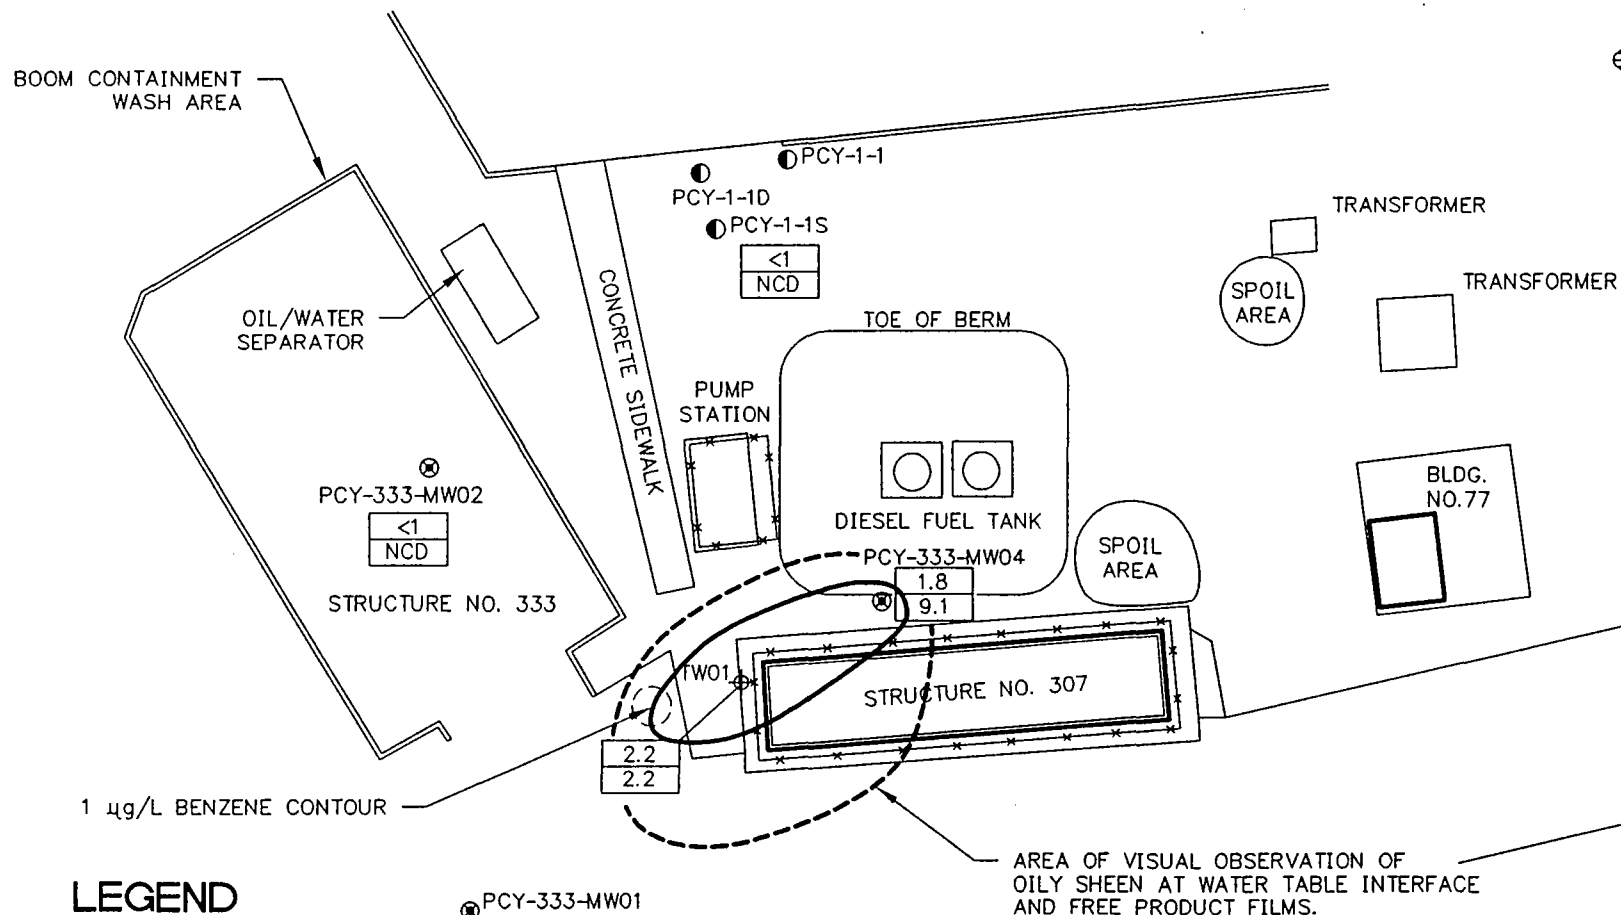 BOOM CONTAINMENT
WASH AREA
PCY-1-1
PCY-1-1D
PCY-1-1S
<1
NCD
TRANSFORMER
TRANSFORMER
SPOIL
AREA
OIL/WATER
SEPARATOR
CONCRETE SIDEWALK
TOE OF BERM
PUMP
STATION
DIESEL FUEL TANK
BLDG.
NO.77
PCY-333-MW02
<1
NCD
STRUCTURE NO. 333
SPOIL
AREA
PCY-333-MW04
1.8
9.1
TW01
STRUCTURE NO. 307
2.2
2.2
1 µg/L BENZENE CONTOUR
AREA OF VISUAL OBSERVATION OF
OILY SHEEN AT WATER TABLE INTERFACE
AND FREE PRODUCT FILMS.
LEGEND
PCY-333-MW01